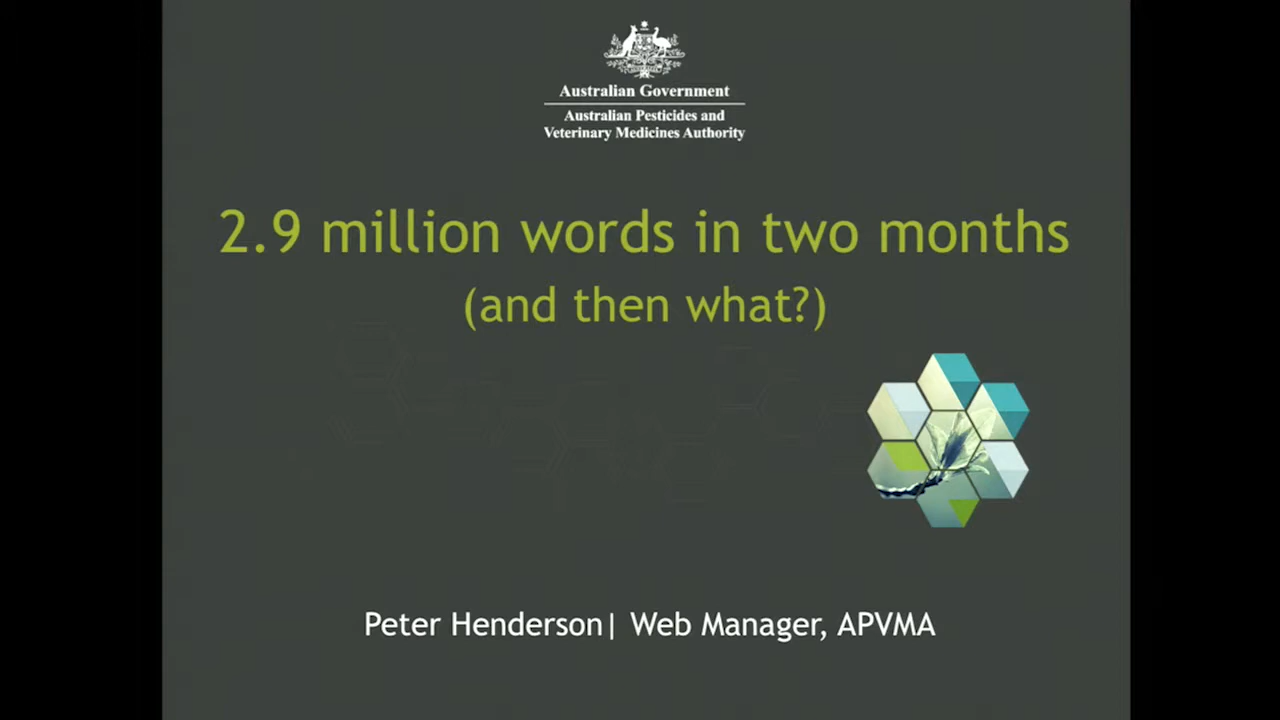 Australian Government
Australian Pesticides and
Veterinary Medicines Authority
2.9 million words in two months
(and then what?)
Peter Henderson| Web Manager, APVMA